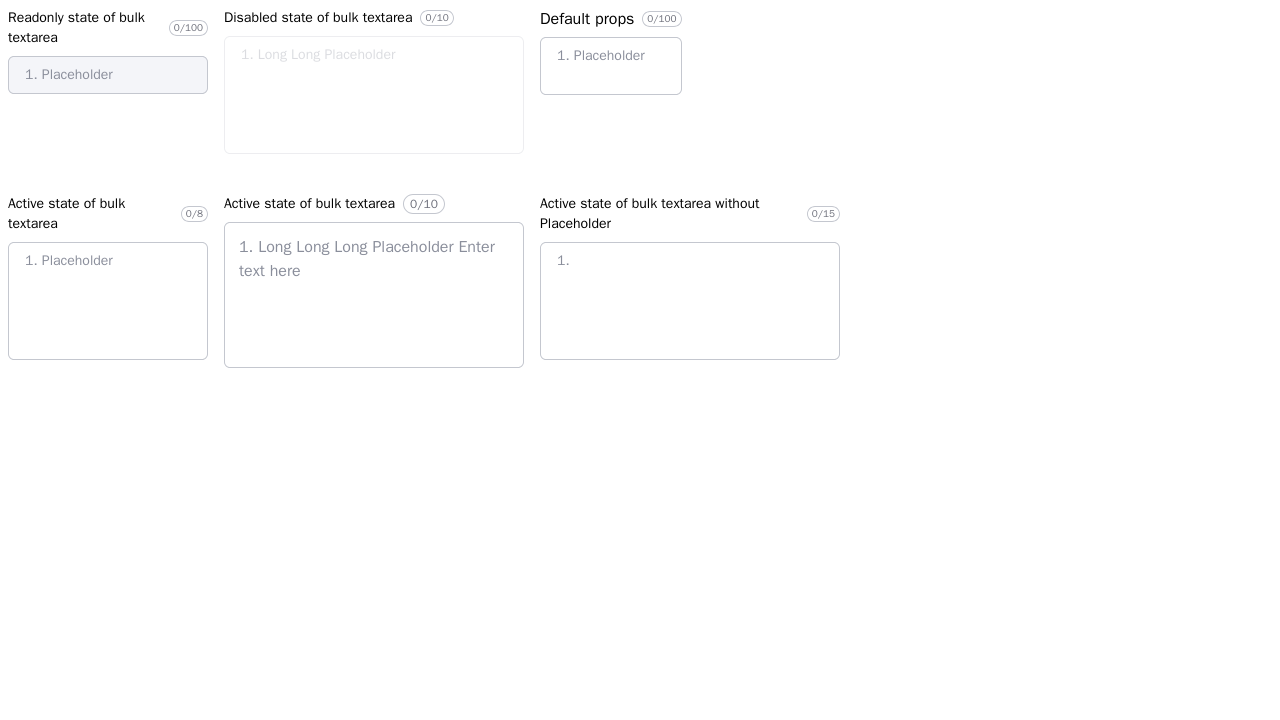 Readonly state of bulk
textarea
0/100
1. Placeholder
Disabled state of bulk textarea 0/10
1. Long Long Placeholder
Default props 0/100
1. Placeholder
Active state of bulk
textarea
0/8
1. Placeholder
Active state of bulk textarea 0/10
1. Long Long Long Placeholder Enter
text here
Active state of bulk textarea without
Placeholder
0/15
1.